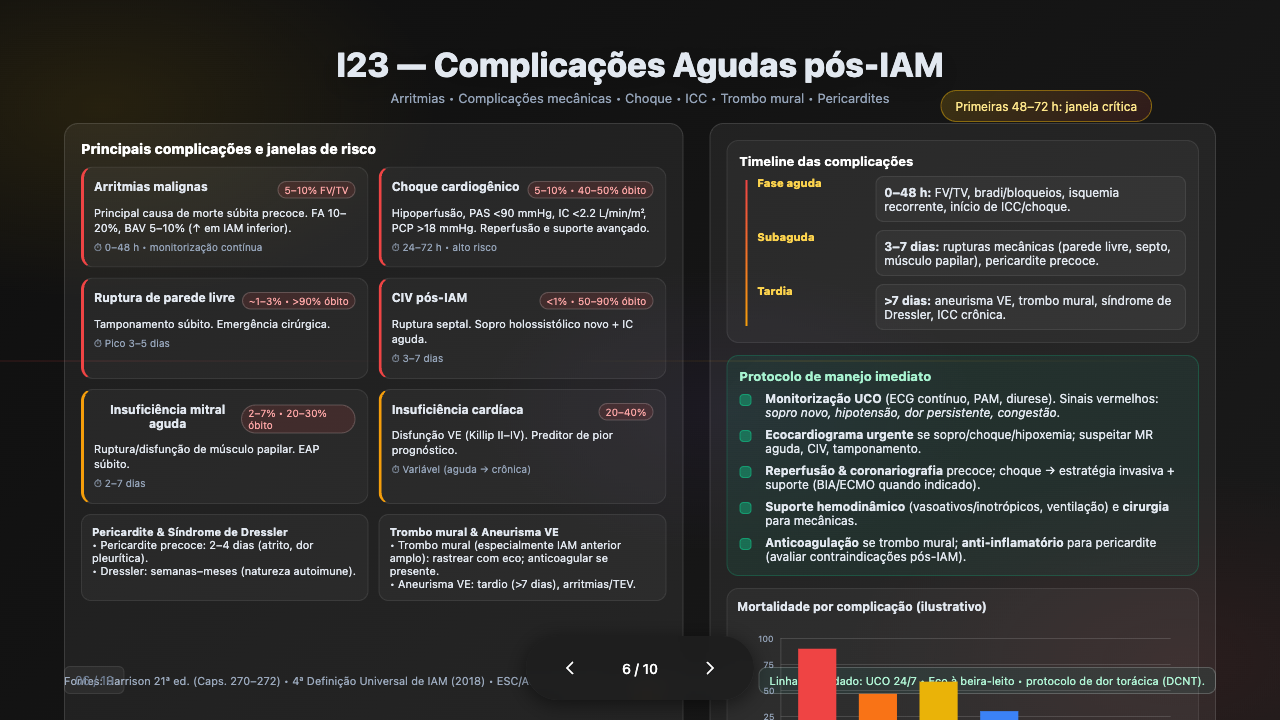 I23 — Complicações Agudas pós-IAM
Arritmias • Complicações mecânicas • Choque • ICC • Trombo mural • Pericardites
Primeiras 48–72 h: janela crítica
Principais complicações e janelas de risco
Arritmias malignas
5–10% FV/TV
Principal causa de morte súbita precoce. FA 10–
20%, BAV 5–10% (↑ em IAM inferior).
⏱ 0–48 h • monitorização contínua
Choque cardiogênico
5–10% • 40–50% óbito
Hipoperfusão, PAS <90 mmHg, IC <2.2 L/min/m²,
PCP >18 mmHg. Reperfusão e suporte avançado.
⏱ 24–72 h • alto risco
Ruptura de parede livre
~1–3% • >90% óbito
Tamponamento súbito. Emergência cirúrgica.
⏱ Pico 3–5 dias
CIV pós-IAM
<1% • 50–90% óbito
Ruptura septal. Sopro holossistólico novo + IC
aguda.
⏱ 3–7 dias
Insuficiência mitral
aguda
2–7% • 20–30%
óbito
Ruptura/disfunção de músculo papilar. EAP
súbito.
⏱ 2–7 dias
Insuficiência cardíaca
20–40%
Disfunção VE (Killip II–IV). Preditor de pior
prognóstico.
⏱ Variável (aguda → crônica)
Pericardite & Síndrome de Dressler
• Pericardite precoce: 2–4 dias (atrito, dor
pleurítica).
• Dressler: semanas–meses (natureza autoimune).
Trombo mural & Aneurisma VE
• Trombo mural (especialmente IAM anterior
amplo): rastrear com eco; anticoagular se
presente.
• Aneurisma VE: tardio (>7 dias), arritmias/TEV.
Timeline das complicações
Fase aguda
0–48 h: FV/TV, bradi/bloqueios, isquemia
recorrente, início de ICC/choque.
Subaguda
3–7 dias: rupturas mecânicas (parede livre, septo,
músculo papilar), pericardite precoce.
Tardia
>7 dias: aneurisma VE, trombo mural, síndrome de
Dressler, ICC crônica.
Protocolo de manejo imediato
Monitorização UCO (ECG contínuo, PAM, diurese). Sinais vermelhos:
sopro novo, hipotensão, dor persistente, congestão.
Ecocardiograma urgente se sopro/choque/hipoxemia; suspeitar MR
aguda, CIV, tamponamento.
Reperfusão & coronariografia precoce; choque → estratégia invasiva +
suporte (BIA/ECMO quando indicado).
Suporte hemodinâmico (vasoativos/inotrópicos, ventilação) e cirurgia
para mecânicas.
Anticoagulação se trombo mural; anti-inflamatório para pericardite
(avaliar contraindicações pós-IAM).
Mortalidade por complicação (ilustrativo)
100
75
50
25
Fontes: Harrison 21ª ed. (Caps. 270–272) • 4ª Definição Universal de IAM (2018) • ESC/A
6 / 10
Linha dado: UCO 24/7 • Eco à beira-leito • protocolo de dor torácica (DCNT).